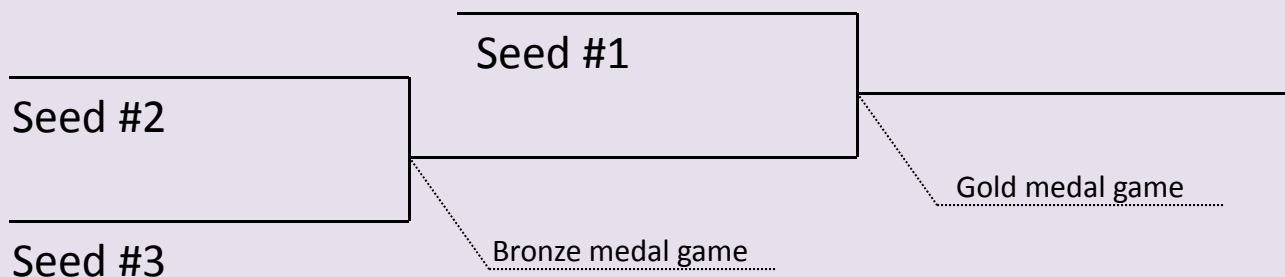 Seed #1
Seed #2
Gold medal game
Bronze medal game
Seed #3